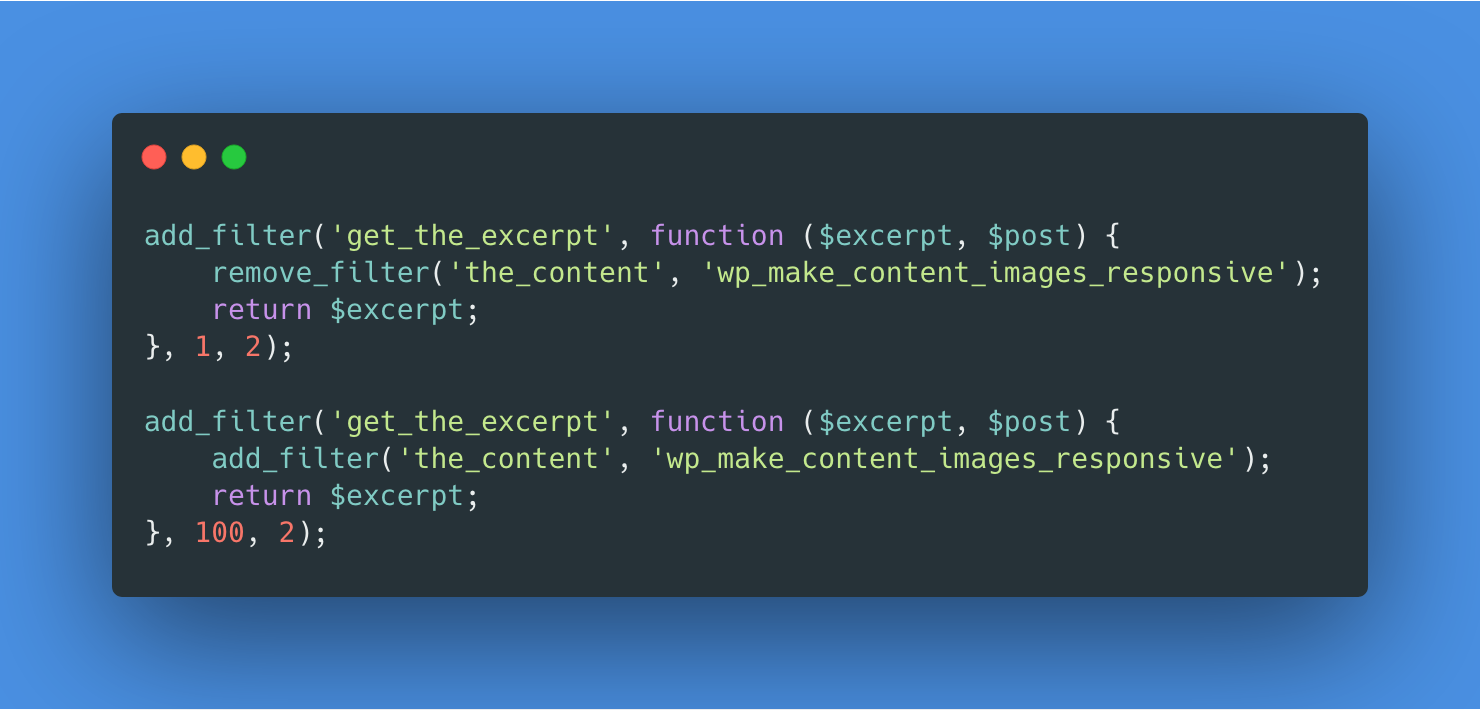 add_filter('get_the_excerpt', function ($excerpt, $post) {
    remove_filter('the_content', 'wp_make_content_images_responsive');
    return $excerpt;
}, 1, 2);

add_filter('get_the_excerpt', function ($excerpt, $post) {
    add_filter('the_content', 'wp_make_content_images_responsive');
    return $excerpt;
}, 100, 2);